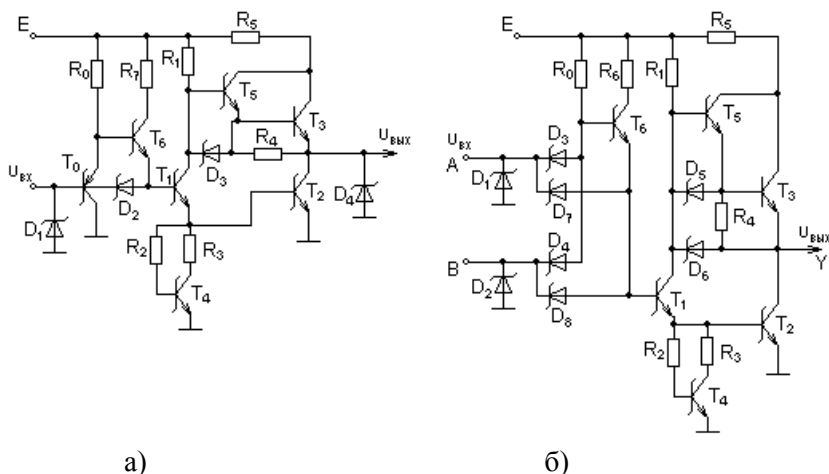 E
R₅
R₀
R₇
R₁
T₅
T₆
T₃
Uвых
Uвх
T₀
T₁
D₃
R₄
D₂
T₂
D₄
D₁
R₂
R₃
T₄
а)
E
R₅
R₀
R₆
R₁
T₅
T₆
Uвх
A
D₃
D₁
D₅
T₃
D₇
R₄
Uвых
Y
B
D₄
D₆
D₂
D₈
T₁
T₂
R₂
R₃
T₄
б)